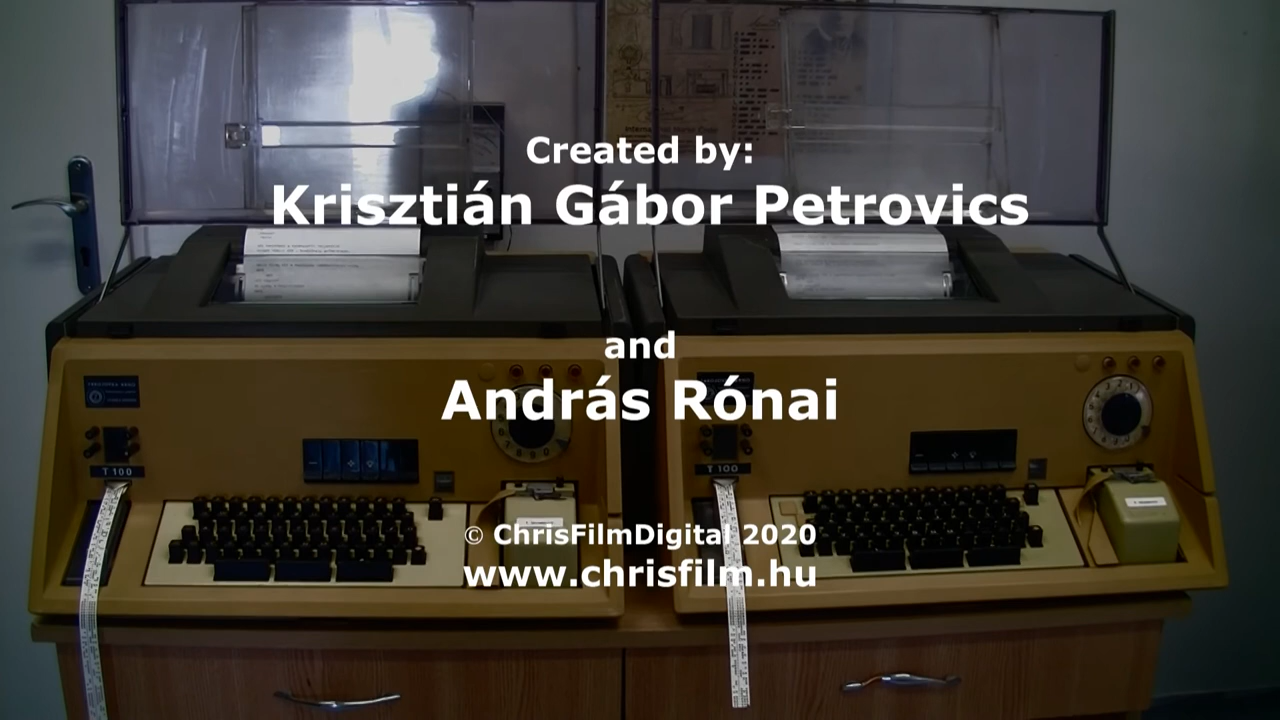 Created by:
Krisztián Gábor Petrovics
and
András Rónai
© ChrisFilmDigital 2020
www.chrisfilm.hu
T 100
T 100